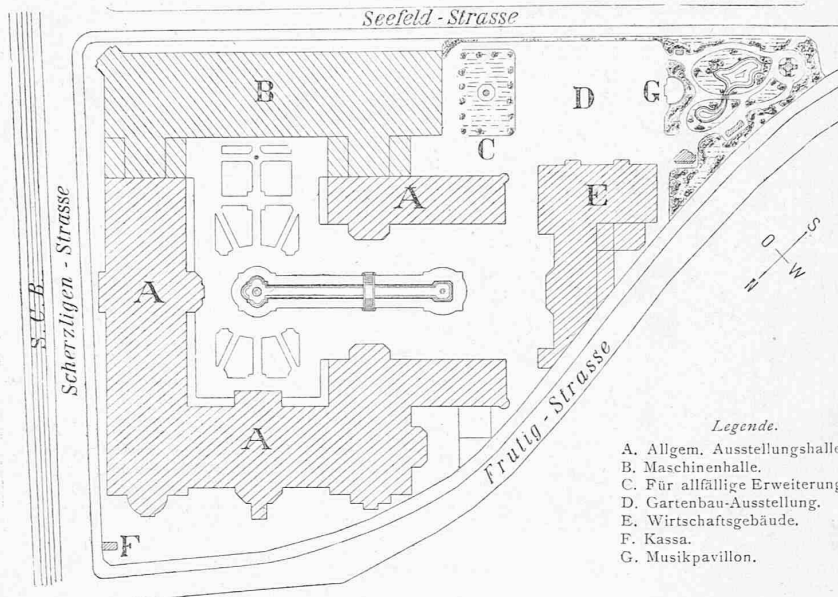 Seefeld - Strasse
B
D
G
C
A
E
S.C.B.
Scherzligen - Strasse
A
S
O
W
N
Frutig - Strasse
A
F
Legende.
A. Allgem. Ausstellungshalle
B. Maschinenhalle.
C. Für allfällige Erweiterung
D. Gartenbau-Ausstellung.
E. Wirtschaftsgebäude.
F. Kassa.
G. Musikpavillon.